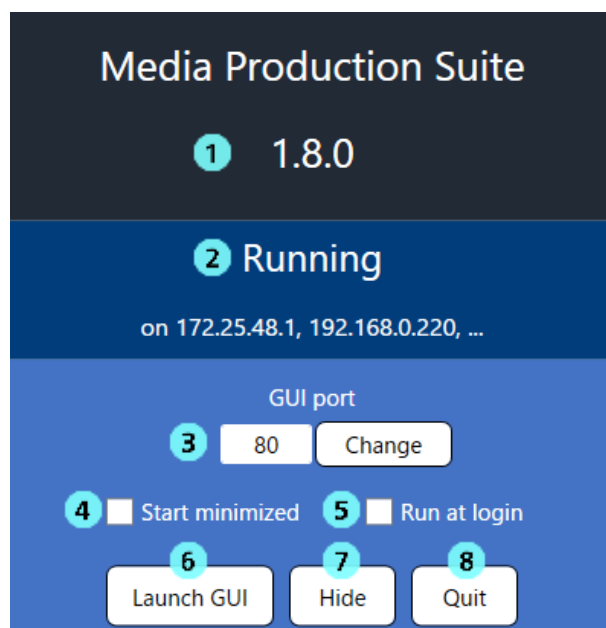 Media Production Suite
1 1.8.0
2 Running
on 172.25.48.1, 192.168.0.220, ...
GUI port
3 80 Change
4 Start minimized 5 Run at login
6 7 8
Launch GUI Hide Quit